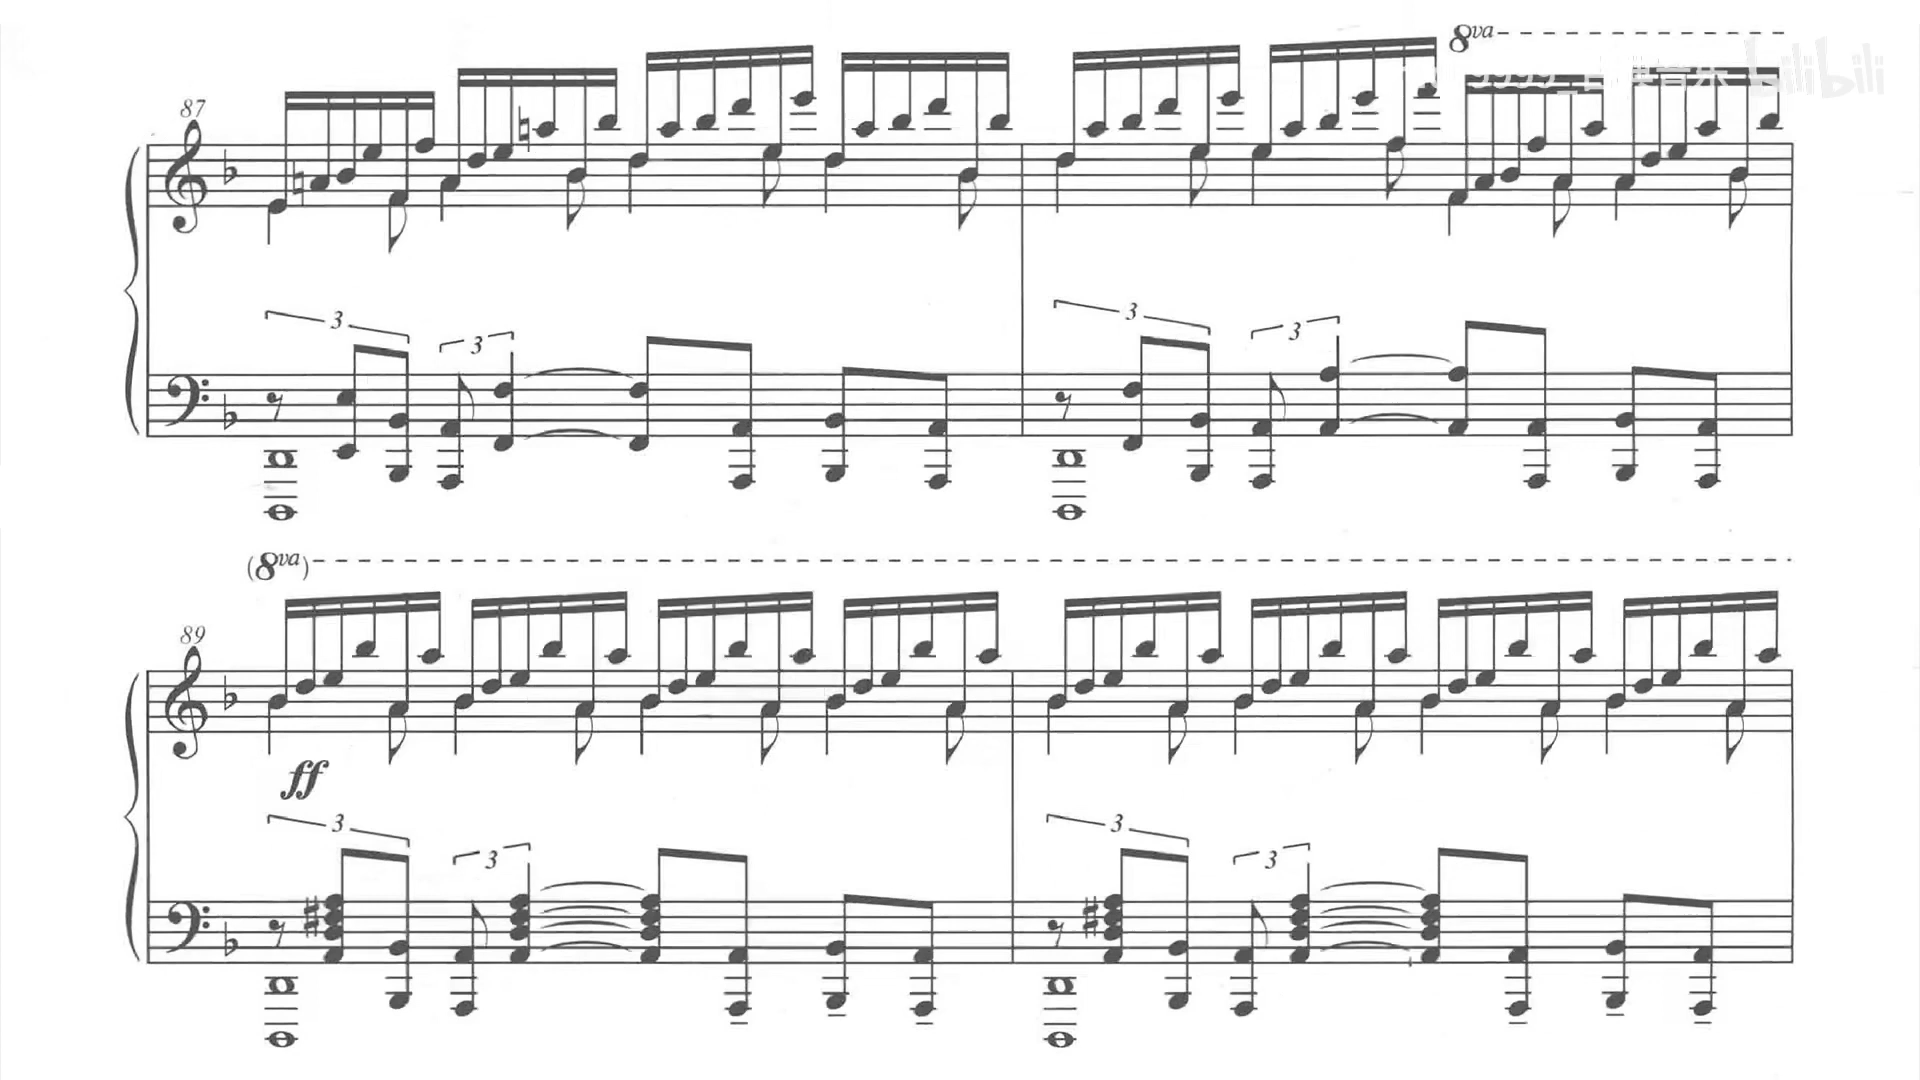 8va
bilibili
87
3 3 3 3
(8va)
89
ff
3 3 3 3